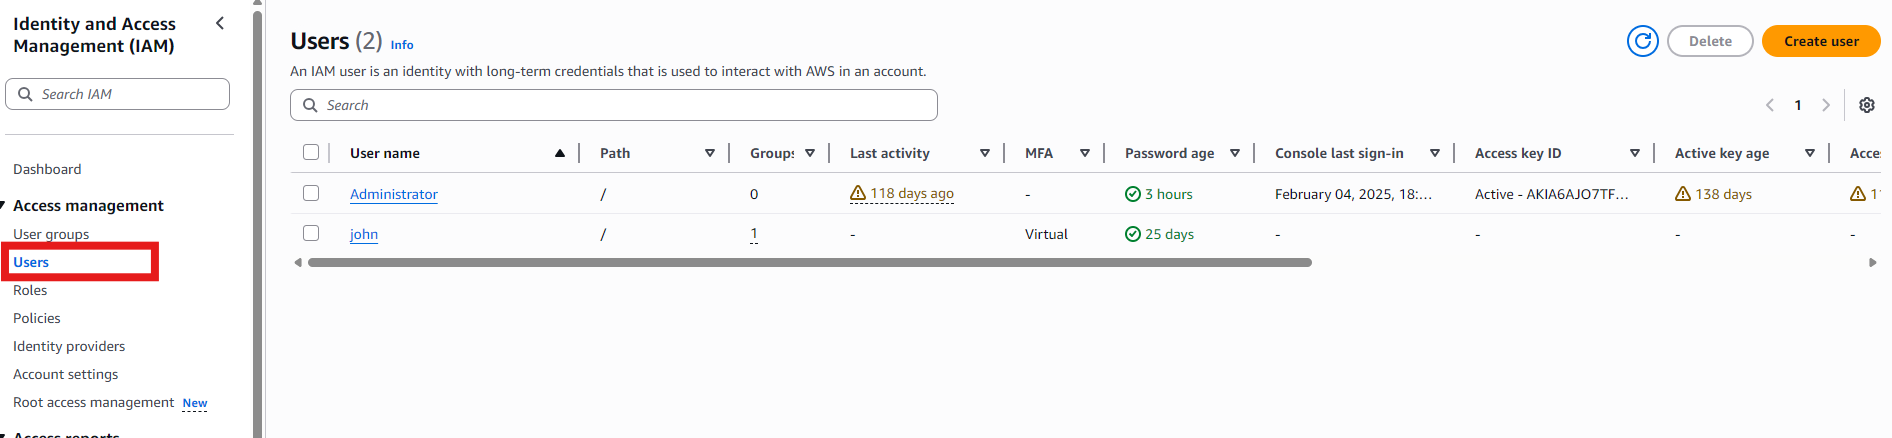 Identity and Access
Management (IAM)
Search IAM
Dashboard
Access management
User groups
Users
Roles
Policies
Identity providers
Account settings
Root access management New
Access reports
Users (2) Info
Delete
Create user
An IAM user is an identity with long-term credentials that is used to interact with AWS in an account.
Search
1
User name Path Groups Last activity MFA Password age Console last sign-in Access key ID Active key age Acce
Administrator / 0 118 days ago - 3 hours February 04, 2025, 18:... Active - AKIA6AJO7TF... 138 days 11
john / 1 - Virtual 25 days - - - -